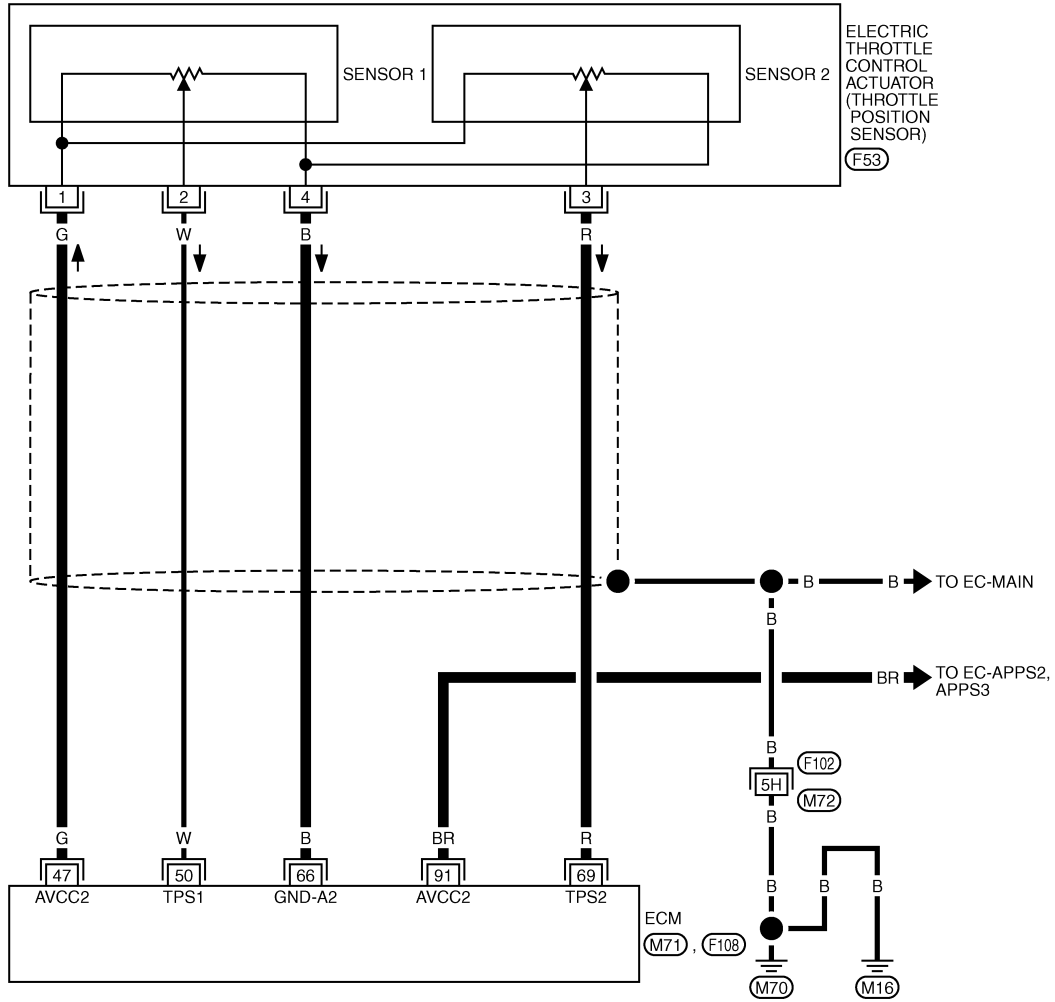 ELECTRIC
THROTTLE
CONTROL
ACTUATOR
(THROTTLE
POSITION
SENSOR)
F53
SENSOR 1
SENSOR 2
1
2
4
3
G
W
B
R
B
B
TO EC-MAIN
B
BR
TO EC-APPS2,
APPS3
B
F102
5H
M72
B
G
W
B
BR
R
47
50
66
91
69
AVCC2
TPS1
GND-A2
AVCC2
TPS2
B
B
B
ECM
M71 , F108
M70
M16